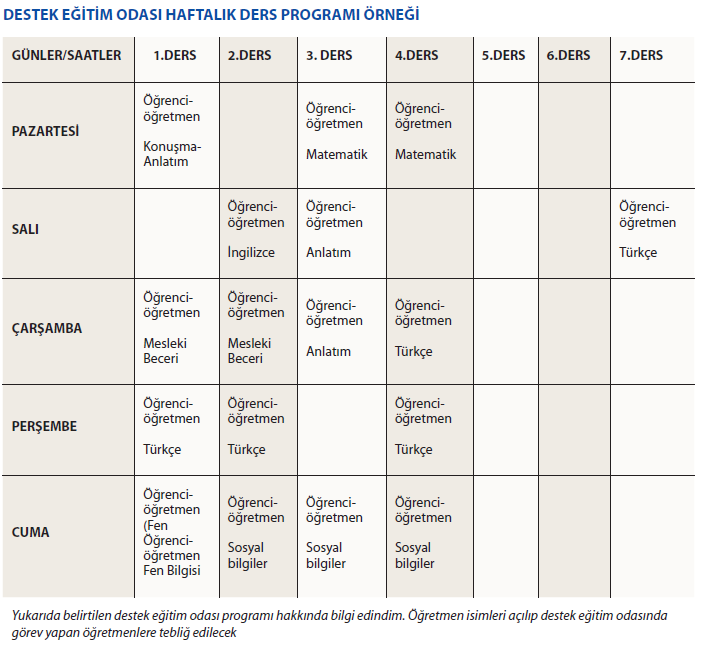 DESTEK EĞİTİM ODASI HAFTALIK DERS PROGRAMI ÖRNEĞİ
GÜNLER/SAATLER 1.DERS 2.DERS 3. DERS 4.DERS 5.DERS 6.DERS 7.DERS
PAZARTESİ
Öğrenci-
öğretmen
Konuşma-
Anlatım
Öğrenci-
öğretmen
Matematik
Öğrenci-
öğretmen
Matematik
SALI
Öğrenci-
öğretmen
İngilizce
Öğrenci-
öğretmen
Anlatım
Öğrenci-
öğretmen
Türkçe
ÇARŞAMBA
Öğrenci-
öğretmen
Mesleki
Beceri
Öğrenci-
öğretmen
Mesleki
Beceri
Öğrenci-
öğretmen
Anlatım
Öğrenci-
öğretmen
Türkçe
PERŞEMBE
Öğrenci-
öğretmen
Türkçe
Öğrenci-
öğretmen
Türkçe
Öğrenci-
öğretmen
Türkçe
CUMA
Öğrenci-
öğretmen
(Fen
Öğrenci-
öğretmen
Fen Bilgisi
Öğrenci-
öğretmen
Sosyal
bilgiler
Öğrenci-
öğretmen
Sosyal
bilgiler
Öğrenci-
öğretmen
Sosyal
bilgiler
Yukarıda belirtilen destek eğitim odası programı hakkında bilgi edindim. Öğretmen isimleri açılıp destek eğitim odasında
görev yapan öğretmenlere tebliğ edilecek